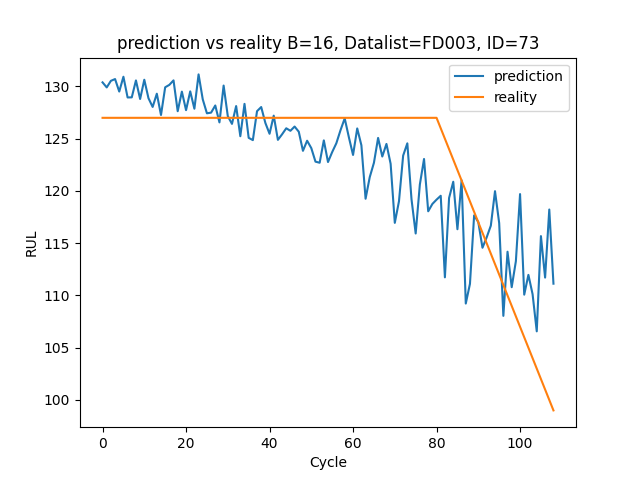 prediction vs reality B=16, Datalist=FD003, ID=73
prediction
reality
130
125
120
115
110
105
100
RUL
0 20 40 60 80 100
Cycle